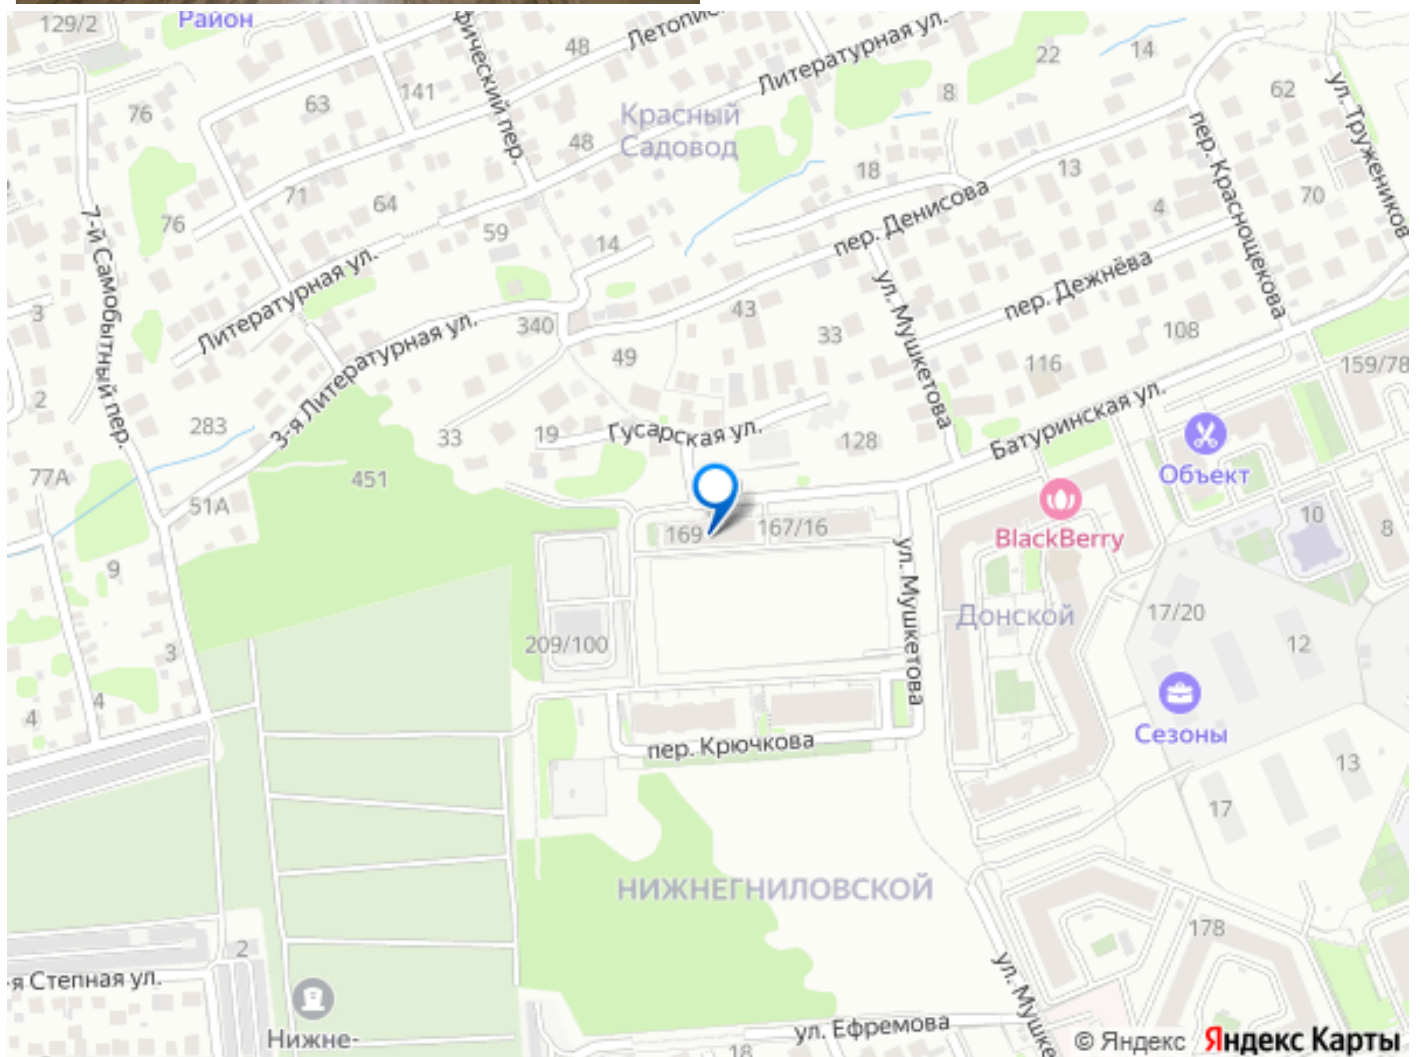 129/2
Район
фический пер.
48
Летопис
Литературная ул.
22
14
62
ул. Тружеников
76
63
141
Красный
Садовод
8
48
пер. Краснощекова
71
64
76
18
13
70
7-й Самобытный пер.
59
14
пер. Денисова
4
Литературная ул.
3
3-я Литературная ул.
340
43
ул. Мушкетова
пер. Дежнёва
33
108
49
116
159/78
2
283
33
19
Гусарская ул.
128
Батуринская ул.
Объект
77А
51А
451
169
167/16
BlackBerry
10
8
9
ул. Мушкетова
209/100
Донской
17/20
12
3
4
4
Сезоны
пер. Крючкова
13
17
НИЖНЕГНИЛОВСКОЙ
178
2
-я Степная ул.
ул. Мушке
Нижне-
18
ул. Ефремова
© Яндекс Яндекс Карты